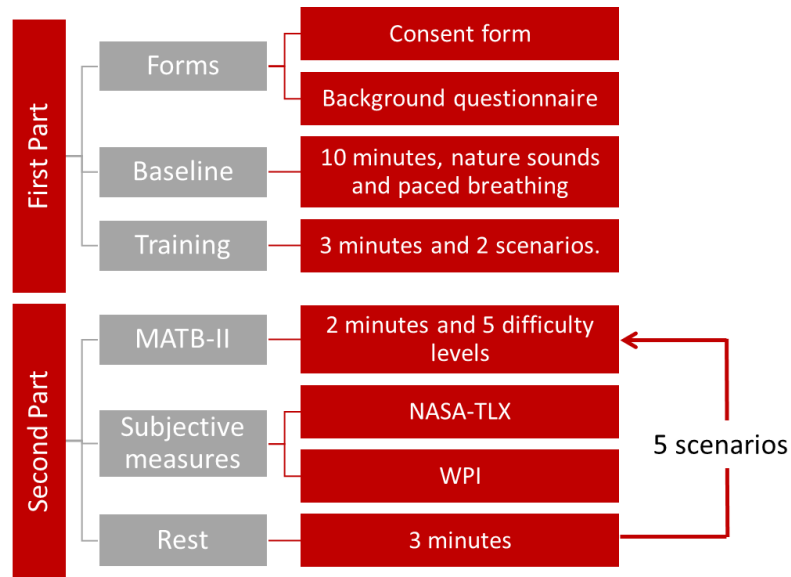 First Part
Forms
Consent form
Background questionnaire
Baseline
10 minutes, nature sounds
and paced breathing
Training
3 minutes and 2 scenarios.
Second Part
MATB-II
2 minutes and 5 difficulty
levels
Subjective
measures
NASA-TLX
WPI
Rest
3 minutes
5 scenarios